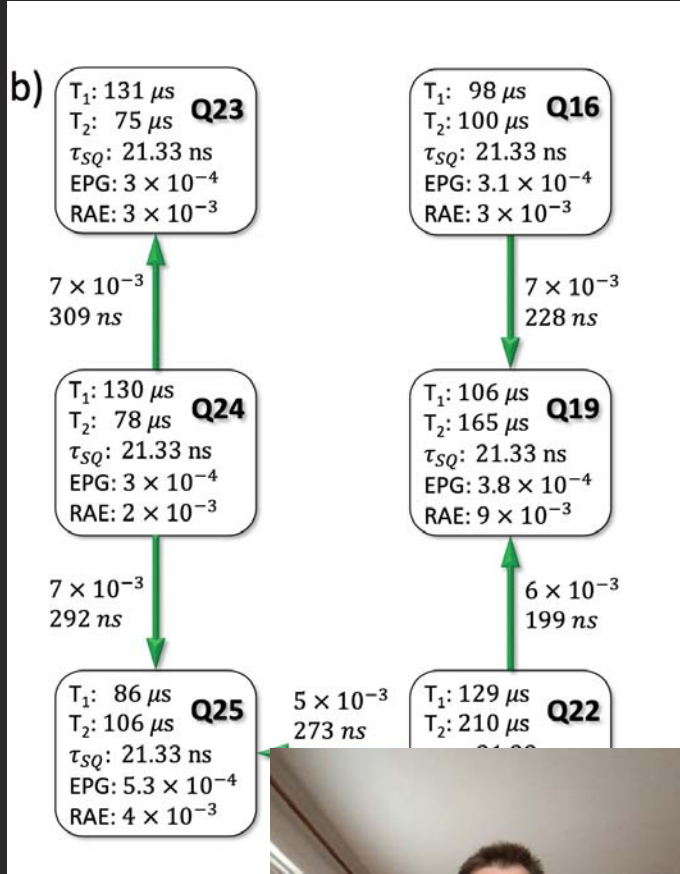 b)
T₁: 131 μs
Q23
T₂: 75 μs
τSQ: 21.33 ns
EPG: 3 × 10⁻⁴
RAE: 3 × 10⁻³
T₁: 98 μs
Q16
T₂: 100 μs
τSQ: 21.33 ns
EPG: 3.1 × 10⁻⁴
RAE: 3 × 10⁻³
7 × 10⁻³
309 ns
7 × 10⁻³
228 ns
T₁: 130 μs
Q24
T₂: 78 μs
τSQ: 21.33 ns
EPG: 3 × 10⁻⁴
RAE: 2 × 10⁻³
T₁: 106 μs
Q19
T₂: 165 μs
τSQ: 21.33 ns
EPG: 3.8 × 10⁻⁴
RAE: 9 × 10⁻³
7 × 10⁻³
292 ns
6 × 10⁻³
199 ns
T₁: 86 μs
Q25
T₂: 106 μs
τSQ: 21.33 ns
EPG: 5.3 × 10⁻⁴
RAE: 4 × 10⁻³
5 × 10⁻³
273 ns
T₁: 129 μs
Q22
T₂: 210 μs